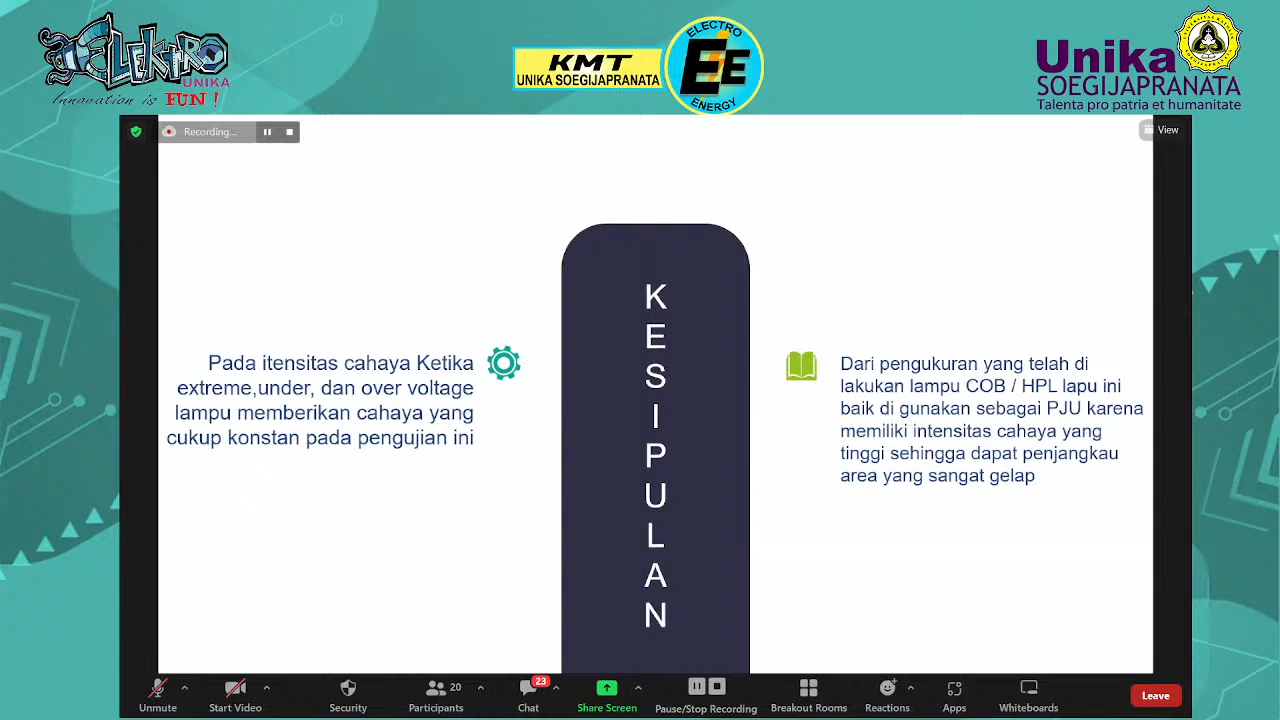 ELEKTRO
UNIKA
Innovation is FUN !
KMT
UNIKA SOEGIJAPRANATA
ELECTRO
EE
ENERGY
Unika
SOEGIJAPRANATA
Talenta pro patria et humanitate
Recording...
View
Pada itensitas cahaya Ketika
extreme,under, dan over voltage
lampu memberikan cahaya yang
cukup konstan pada pengujian ini
K
E
S
I
P
U
L
A
N
Dari pengukuran yang telah di
lakukan lampu COB / HPL lapu ini
baik di gunakan sebagai PJU karena
memiliki intensitas cahaya yang
tinggi sehingga dapat penjangkau
area yang sangat gelap
Unmute
Start Video
Security
20
Participants
23
Chat
Share Screen
Pause/Stop Recording
Breakout Rooms
Reactions
Apps
Whiteboards
Leave